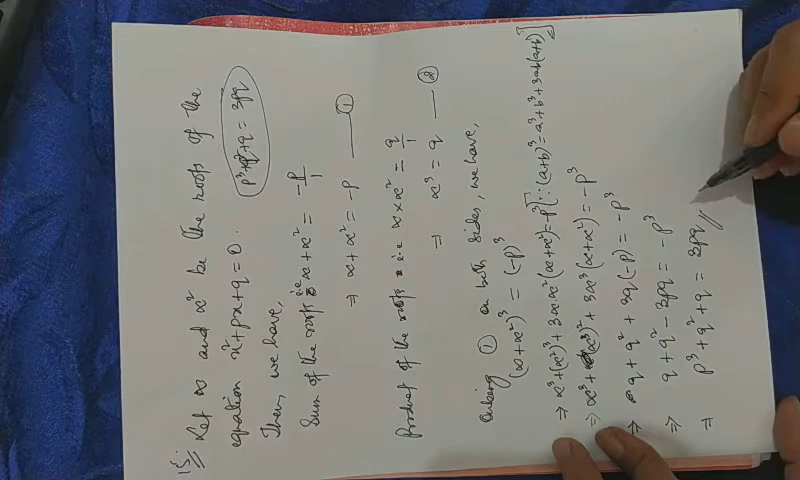 15. Let α and α² be the roots of the
equation x²+px+q=0. p³+q²+q = 3pq
Then, we have,
Sum of the roots i.e α+α² = -p/1
⇒ α+α² = -p — ①
Product of the roots i.e α×α² = q/1
⇒ α³ = q — ②
Cubing ① on both sides, we have,
(α+α²)³ = (-p)³
⇒ α³+(α²)³+3αα²(α+α²)=-p³[∵(a+b)³=a³+b³+3ab(a+b)]
⇒ α³+(α³)²+3α³(α+α²)=-p³
⇒ q+q²+3q(-p) = -p³
⇒ q+q²-3pq = -p³
⇒ p³+q²+q = 3pq//